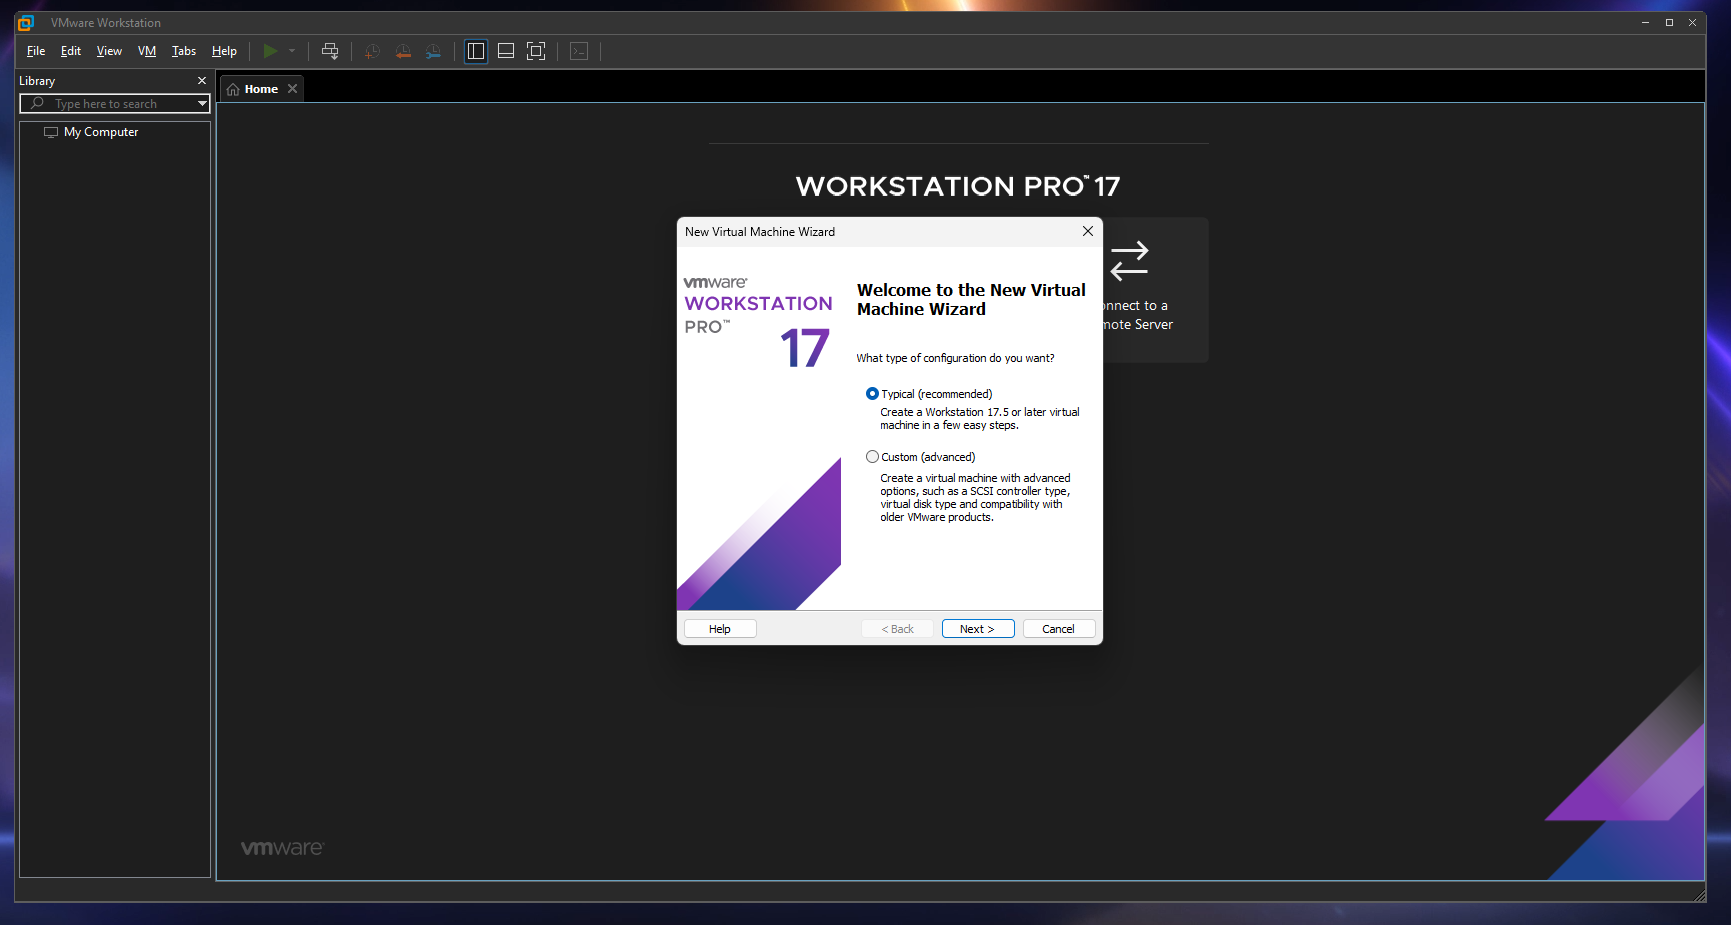 VMware Workstation
File Edit View VM Tabs Help
Library
Type here to search
My Computer
Home
WORKSTATION PRO™ 17
New Virtual Machine Wizard
vmware®
WORKSTATION
PRO™
17
Welcome to the New Virtual
Machine Wizard
What type of configuration do you want?
Typical (recommended)
Create a Workstation 17.5 or later virtual
machine in a few easy steps.
Custom (advanced)
Create a virtual machine with advanced
options, such as a SCSI controller type,
virtual disk type and compatibility with
older VMware products.
Help < Back Next > Cancel
onnect to a
mote Server
vmware®